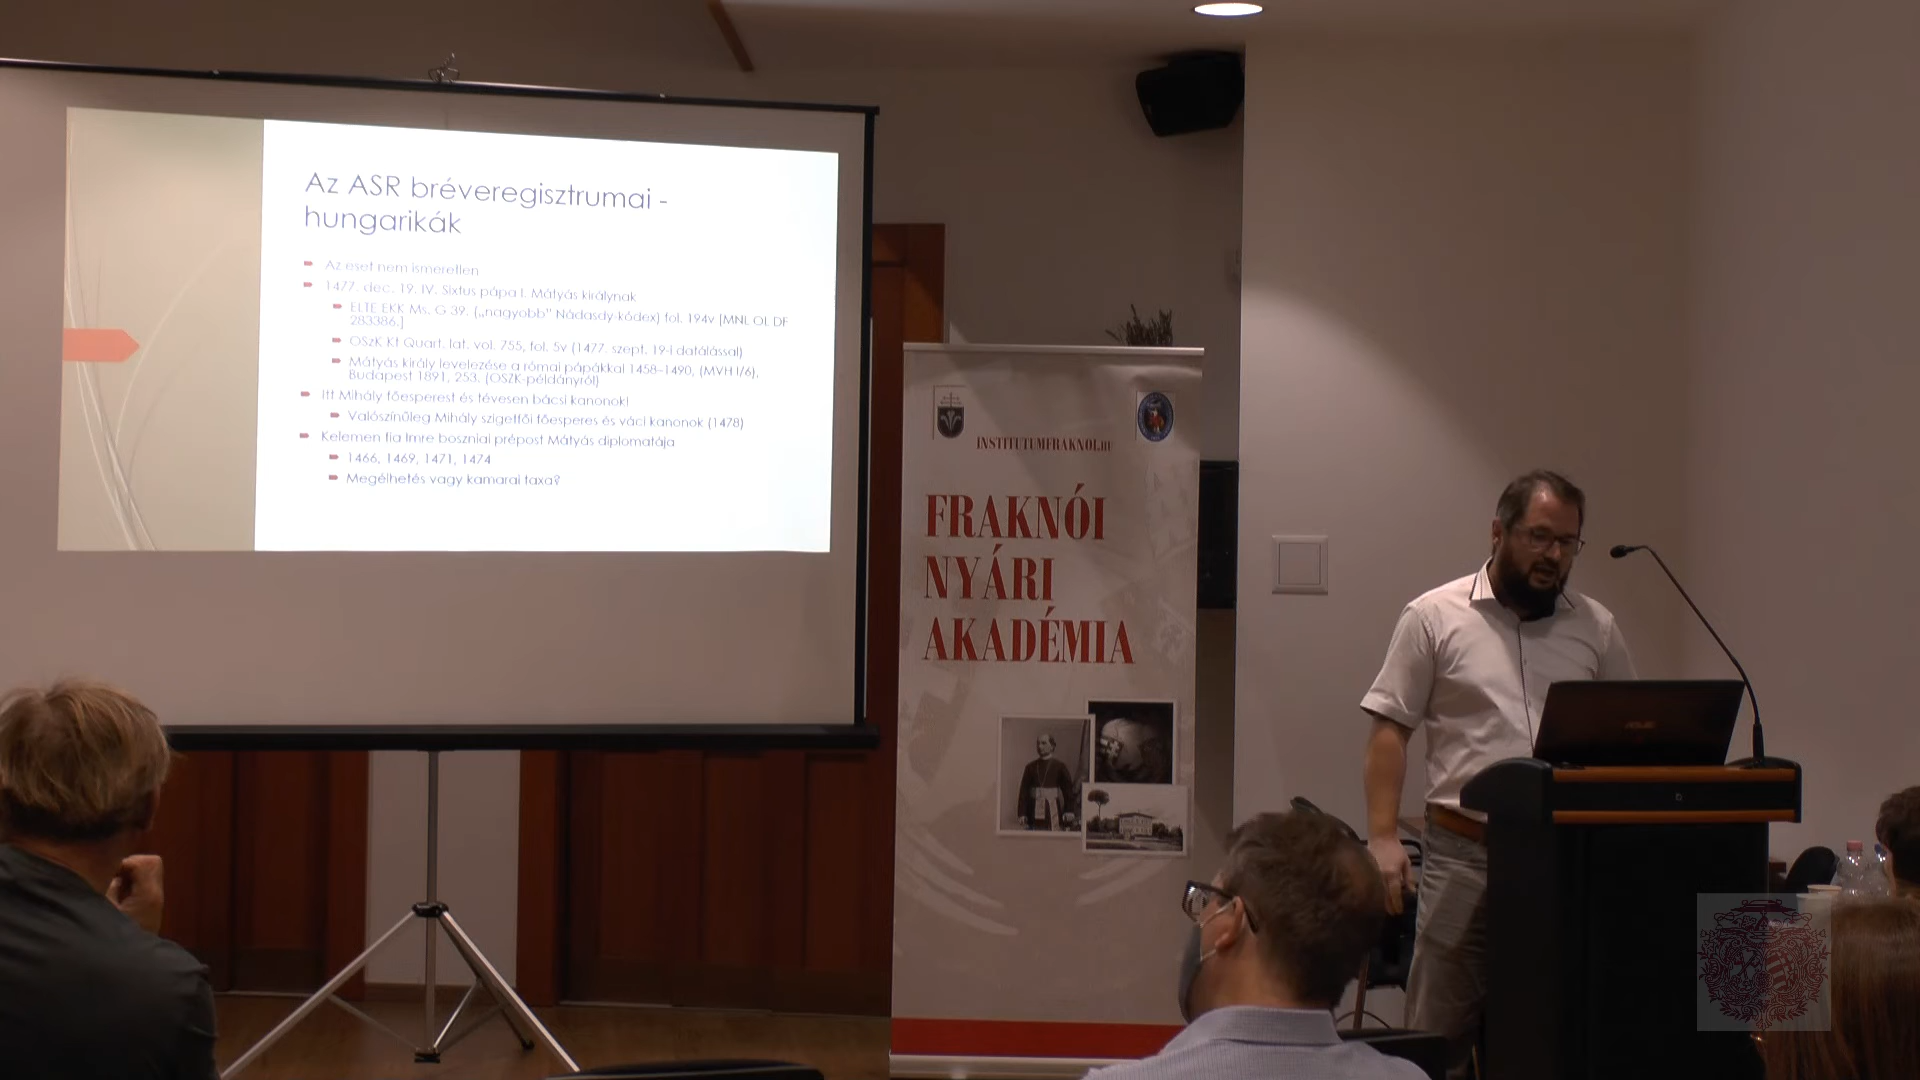 Az ASR bréveregisztrumai -
hungarikák
Az eset nem ismeretlen
1477. dec. 19. IV. Sixtus pápa I. Mátyás királynak
ELTE EKK Ms. G 39. („nagyobb” Nádasdy-kódex) fol. 194v [MNL OL DF
283386.]
OSzK Kt Quart. lat. vol. 755, fol. 5v (1477. szept. 19-i datálással)
Mátyás király levelezése a római pápákkal 1458–1490, (MVH I/6),
Budapest 1891, 253. (OSZK-példányról)
Itt Mihály főesperest és tévesen bácsi kanonok!
Valószínűleg Mihály szigetfői főesperes és váci kanonok (1478)
Kelemen fia Imre boszniai prépost Mátyás diplomatája
1466, 1469, 1471, 1474
Megélhetés vagy kamarai taxa?
INSTITUTUMFRAKNOI.HU
FRAKNÓI
NYÁRI
AKADÉMIA